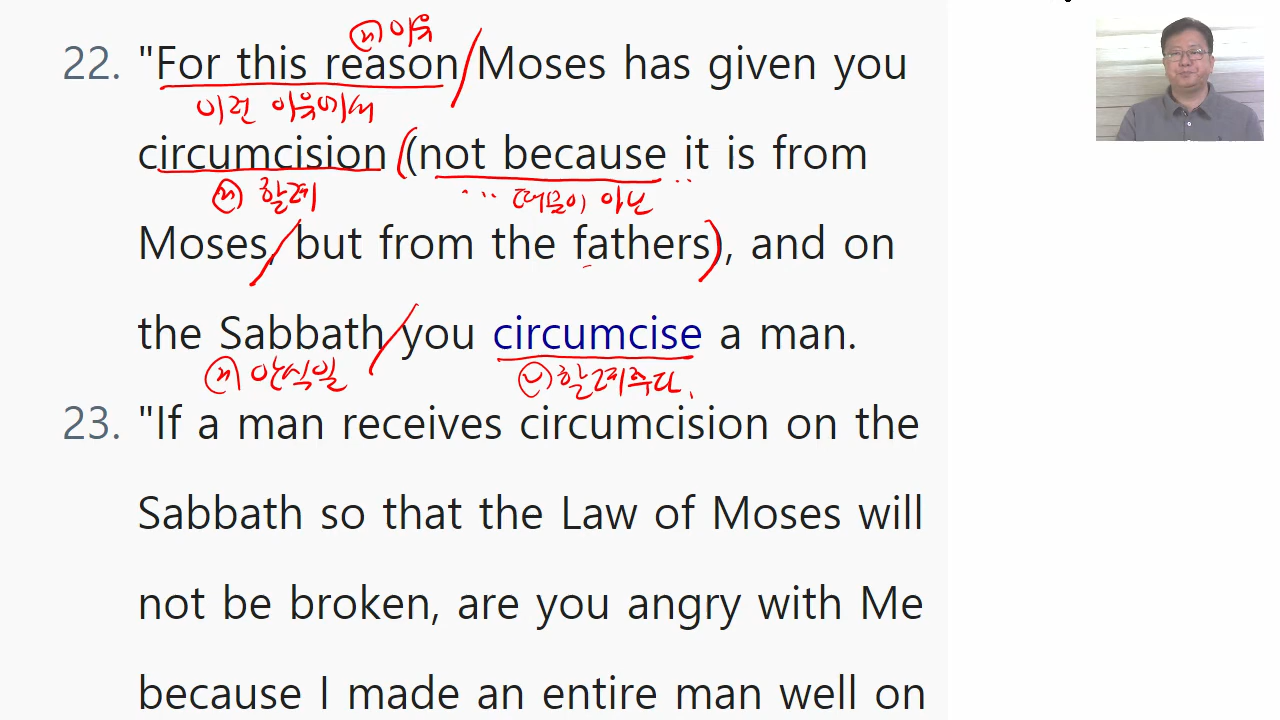 ⓝ 이유
22. "For this reason Moses has given you
이런 이유에서
circumcision (not because it is from
ⓝ 할례 ... 때문이 아닌
Moses, but from the fathers), and on
the Sabbath you circumcise a man.
ⓝ 안식일 ⓥ 할례주다.
23. "If a man receives circumcision on the
Sabbath so that the Law of Moses will
not be broken, are you angry with Me
because I made an entire man well on